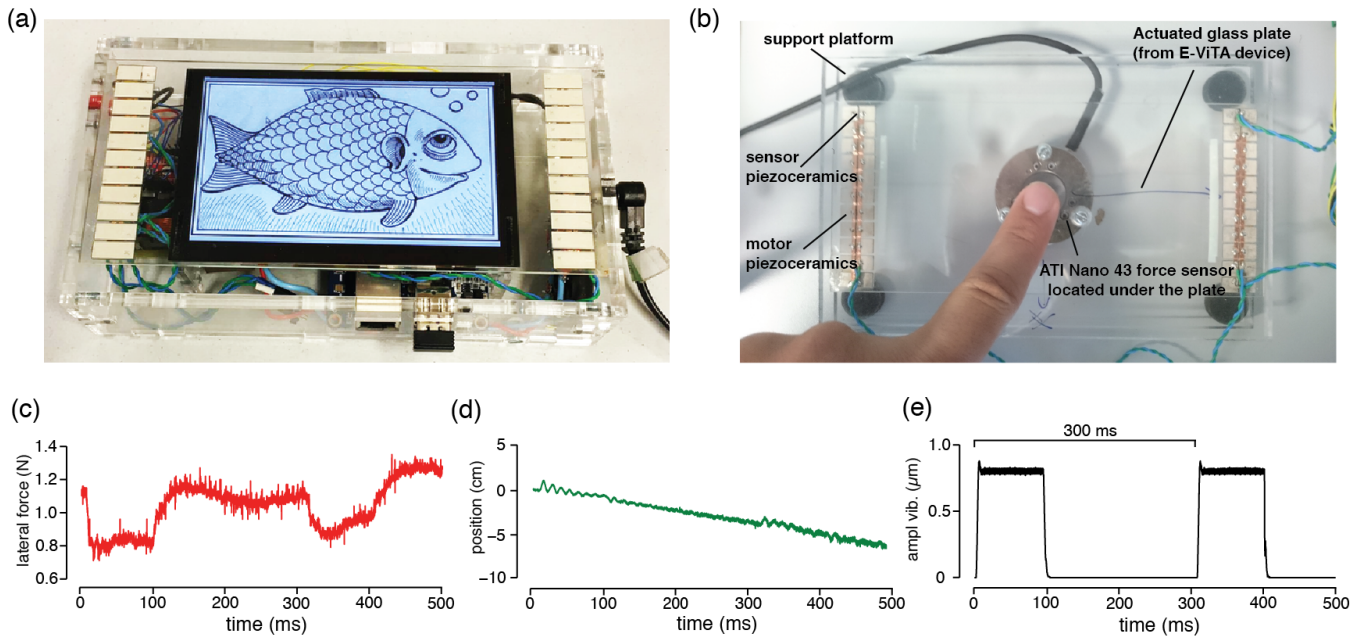 (a)
(b)
support platform
Actuated glass plate
(from E-ViTA device)
sensor
piezoceramics
motor
piezoceramics
ATI Nano 43 force sensor
located under the plate
(c)
lateral force (N)
1.4
1.2
1.0
0.8
0.6
0
100
200
300
400
500
time (ms)
(d)
position (cm)
5
0
−5
−10
0
100
200
300
400
500
time (ms)
(e)
300 ms
ampl vib. (µm)
1.0
0.5
0
0
100
200
300
400
500
time (ms)